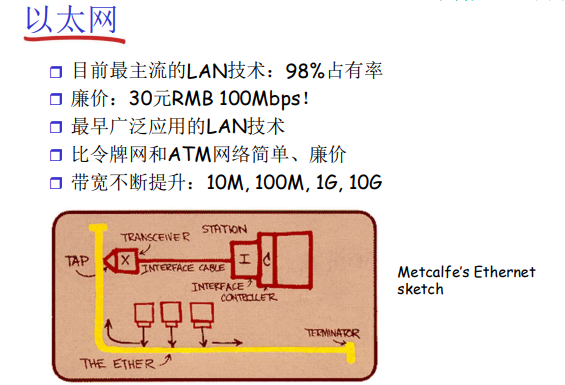 以太网
目前最主流的LAN技术：98%占有率
廉价：30元RMB 100Mbps！
最早广泛应用的LAN技术
比令牌网和ATM网络简单、廉价
带宽不断提升：10M, 100M, 1G, 10G
STATION
TRANSCEIVER
TAP
X
I
C
INTERFACE CABLE
INTERFACE
CONTROLLER
TERMINATOR
THE ETHER
Metcalfe's Ethernet
sketch